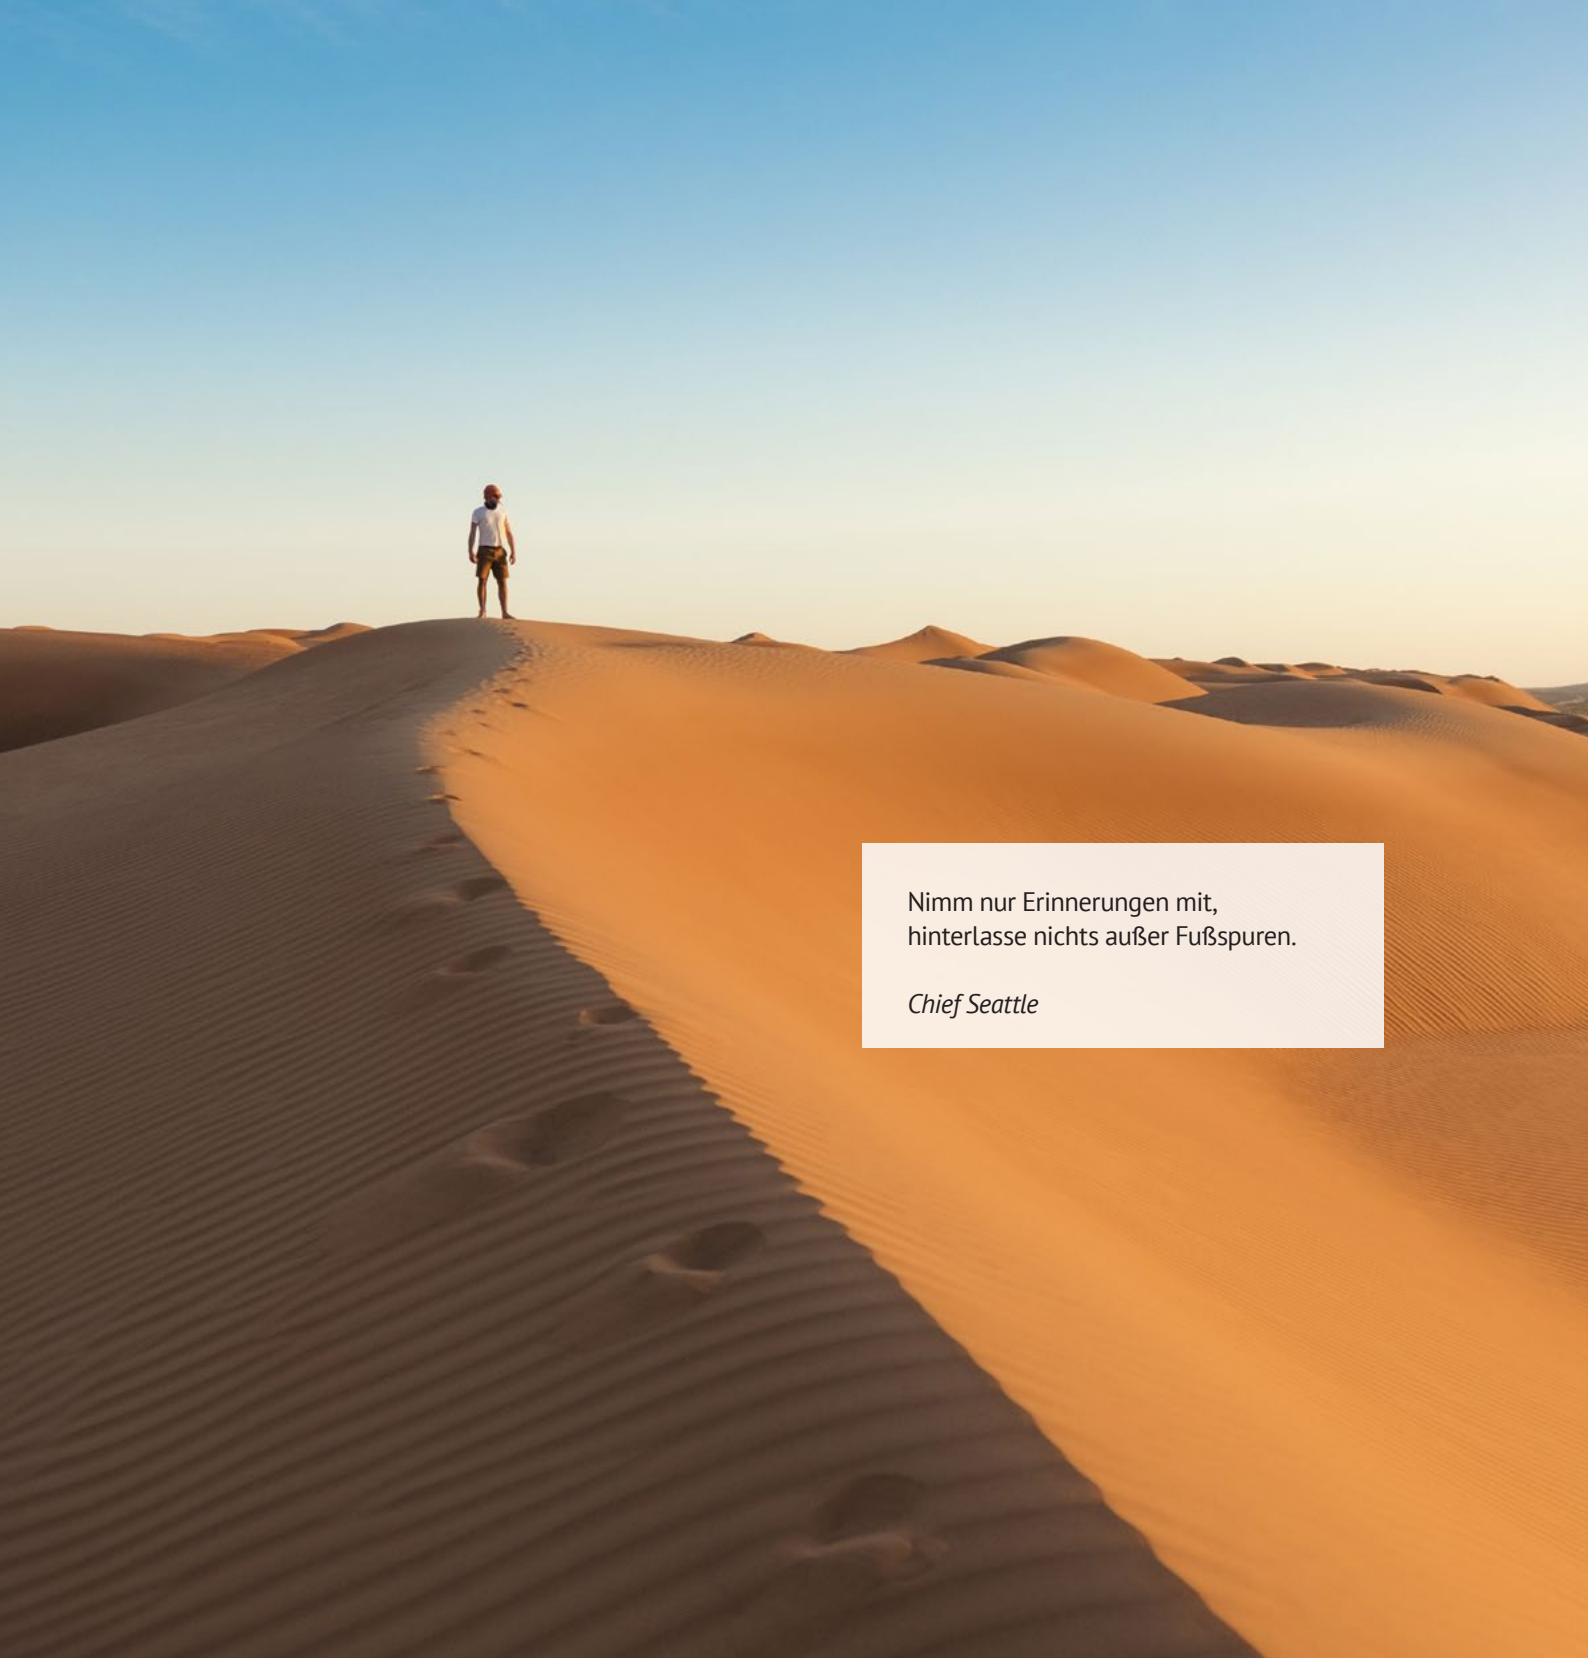 Nimm nur Erinnerungen mit,
hinterlasse nichts außer Fußspuren.
Chief Seattle